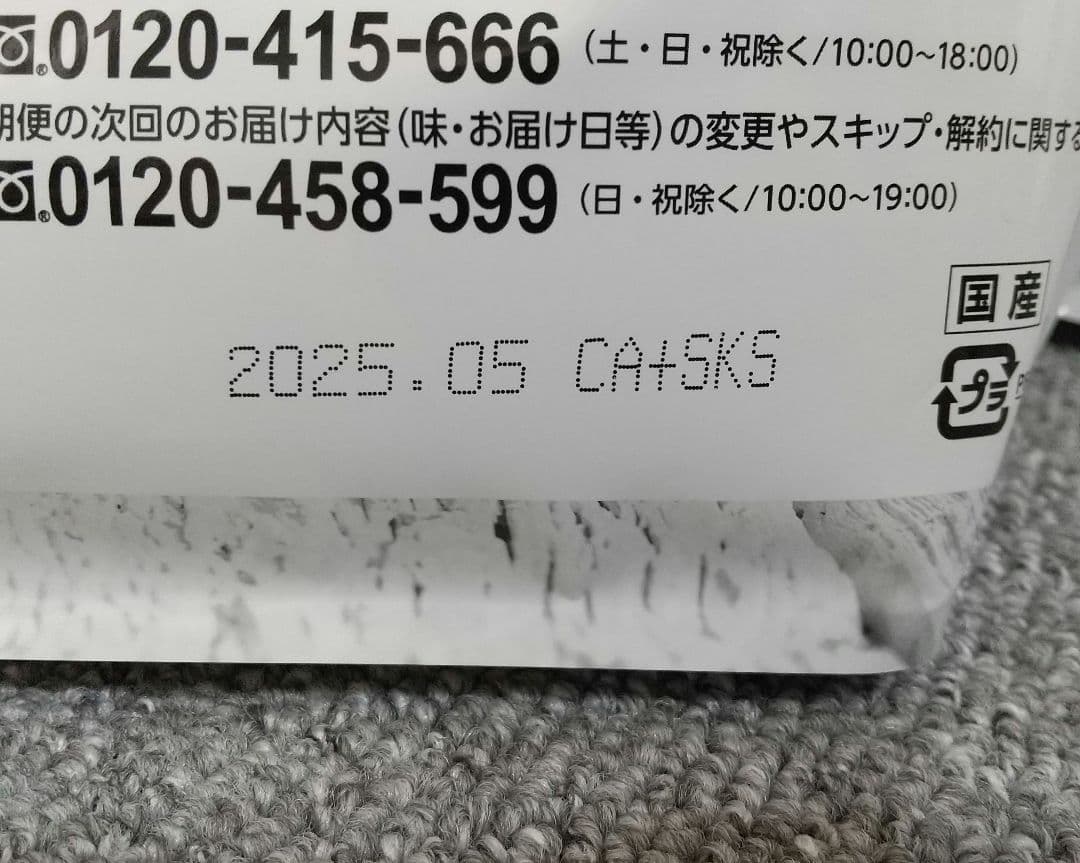 ®0120-415-666（土・日・祝除く/10:00~18:00）
期便の次回のお届け内容（味・お届け日等）の変更やスキップ・解約に関する
®0120-458-599（日・祝除く/10:00~19:00）
国産
2025.05 CA+SKS
プラ